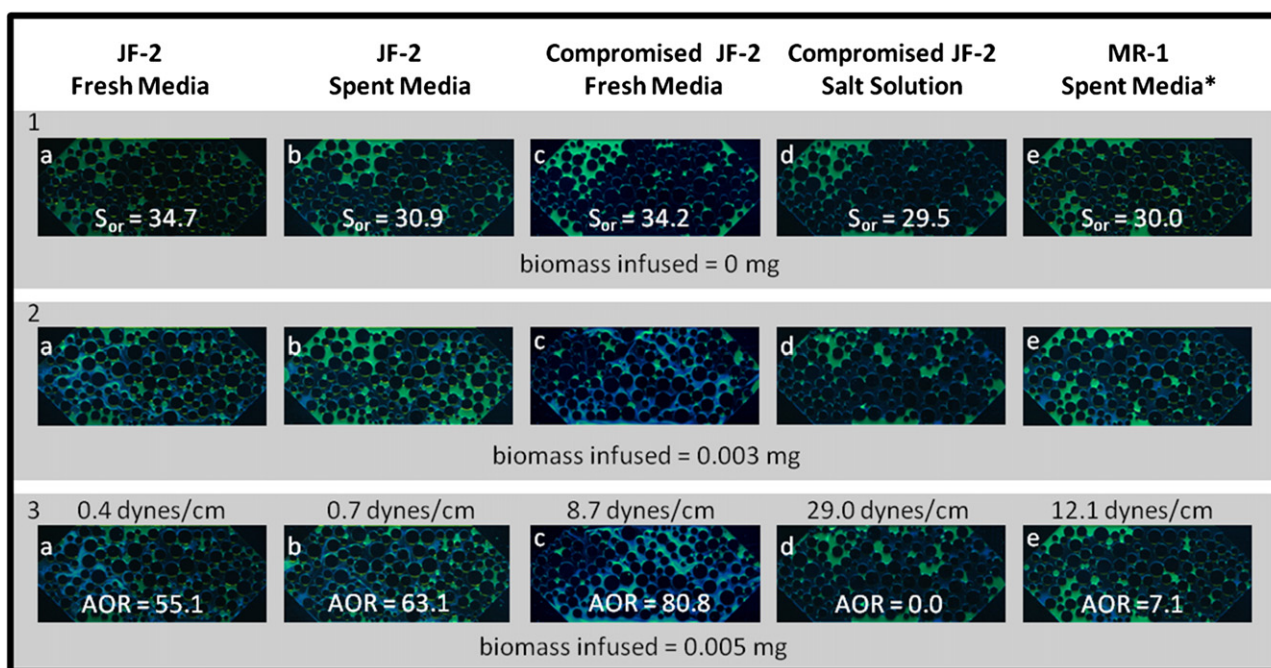 JF-2 Fresh Media
JF-2 Spent Media
Compromised JF-2 Fresh Media
Compromised JF-2 Salt Solution
MR-1 Spent Media*
1
a
b
c
d
e
Sor = 34.7
Sor = 30.9
Sor = 34.2
Sor = 29.5
Sor = 30.0
biomass infused = 0 mg
2
a
b
c
d
e
biomass infused = 0.003 mg
3
0.4 dynes/cm
0.7 dynes/cm
8.7 dynes/cm
29.0 dynes/cm
12.1 dynes/cm
a
b
c
d
e
AOR = 55.1
AOR = 63.1
AOR = 80.8
AOR = 0.0
AOR =7.1
biomass infused = 0.005 mg